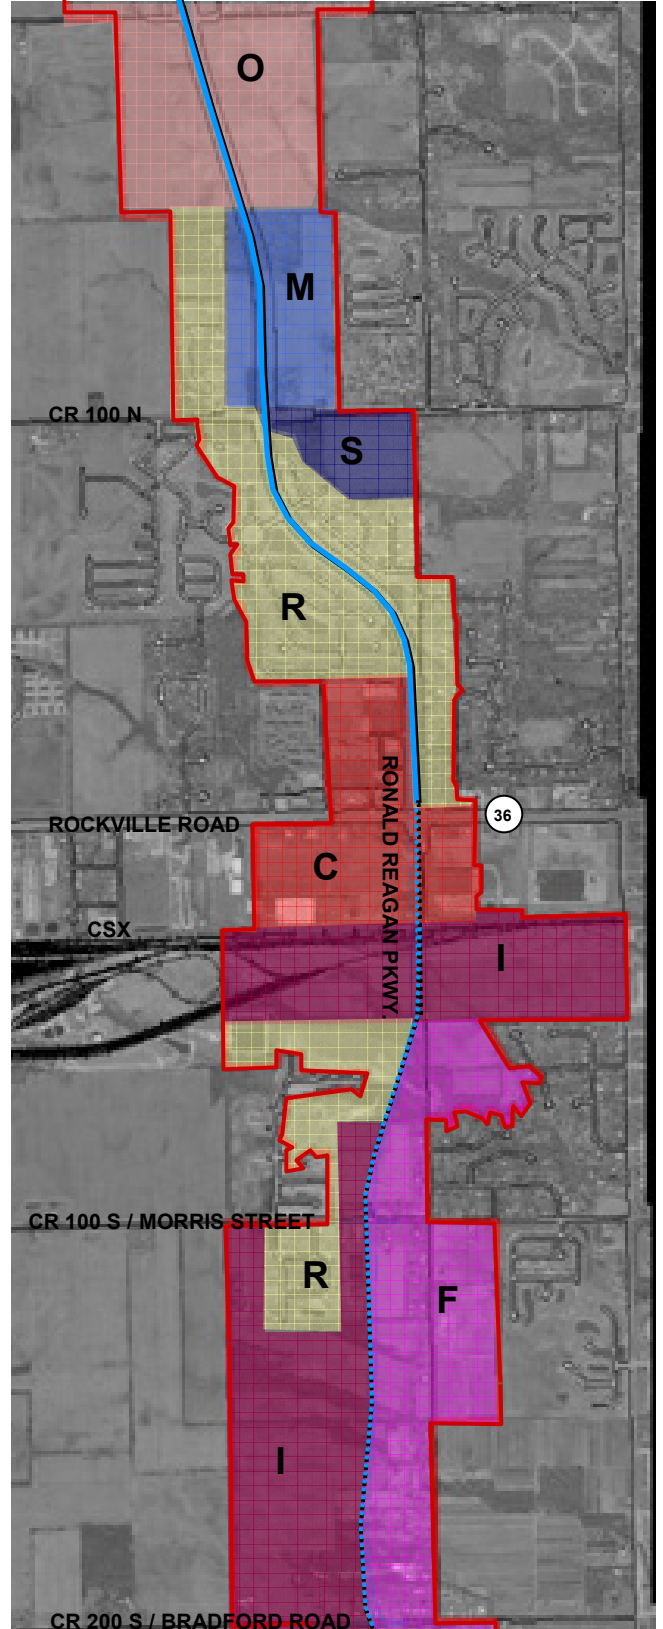 O
M
CR 100 N
S
R
RONALD REAGAN PKWY.
ROCKVILLE ROAD
36
C
CSX
I
CR 100 S / MORRIS STREET
R
F
I
CR 200 S / BRADFORD ROAD